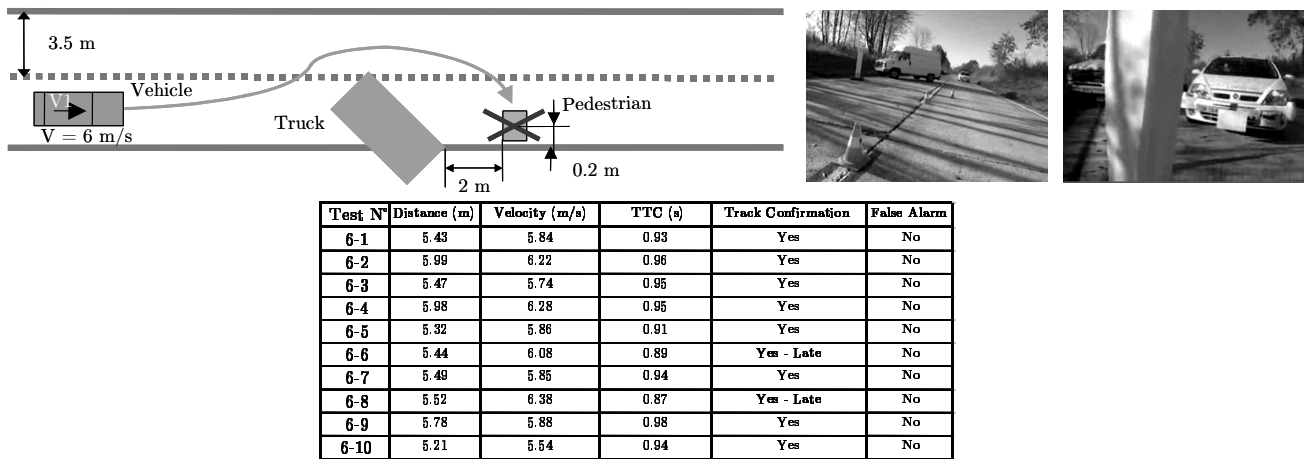 3.5 m
Vehicle
V1
V = 6 m/s
Truck
Pedestrian
0.2 m
2 m
Test Nº Distance (m) Velocity (m/s) TTC (s) Track Confirmation False Alarm
6-1 5.43 5.84 0.93 Yes No
6-2 5.99 6.22 0.96 Yes No
6-3 5.47 5.74 0.95 Yes No
6-4 5.98 6.28 0.95 Yes No
6-5 5.32 5.86 0.91 Yes No
6-6 5.44 6.08 0.89 Yes - Late No
6-7 5.49 5.85 0.94 Yes No
6-8 5.52 6.38 0.87 Yes - Late No
6-9 5.78 5.88 0.98 Yes No
6-10 5.21 5.54 0.94 Yes No